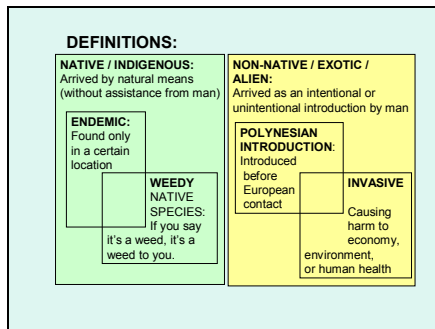 DEFINITIONS:
NATIVE / INDIGENOUS:
Arrived by natural means
(without assistance from man)
ENDEMIC:
Found only
in a certain
location
WEEDY
NATIVE
SPECIES:
If you say
it's a weed, it's a
weed to you.
NON-NATIVE / EXOTIC /
ALIEN:
Arrived as an intentional or
unintentional introduction by man
POLYNESIAN
INTRODUCTION:
Introduced
before
European
contact
INVASIVE
Causing
harm to
economy,
environment,
or human health